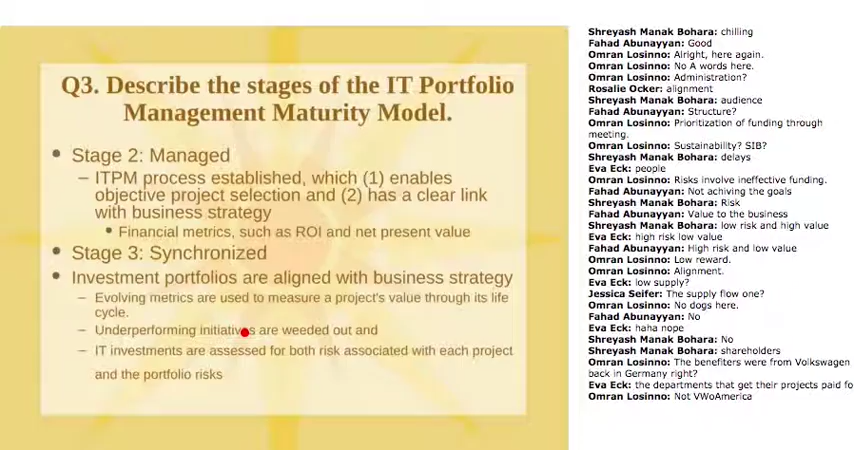 Q3. Describe the stages of the IT Portfolio
Management Maturity Model.
• Stage 2: Managed
– ITPM process established, which (1) enables
objective project selection and (2) has a clear link
with business strategy
• Financial metrics, such as ROI and net present value
• Stage 3: Synchronized
• Investment portfolios are aligned with business strategy
– Evolving metrics are used to measure a project's value through its life
cycle.
– Underperforming initiatives are weeded out and
– IT investments are assessed for both risk associated with each project
and the portfolio risks
Shreyash Manak Bohara: chilling
Fahad Abunayyan: Good
Omran Losinno: Alright, here again.
Omran Losinno: No A words here.
Omran Losinno: Administration?
Rosalie Ocker: alignment
Shreyash Manak Bohara: audience
Fahad Abunayyan: Structure?
Omran Losinno: Prioritization of funding through
meeting.
Omran Losinno: Sustainability? SIB?
Shreyash Manak Bohara: delays
Eva Eck: people
Omran Losinno: Risks involve ineffective funding.
Fahad Abunayyan: Not achiving the goals
Shreyash Manak Bohara: Risk
Fahad Abunayyan: Value to the business
Shreyash Manak Bohara: low risk and high value
Eva Eck: high risk low value
Fahad Abunayyan: High risk and low value
Omran Losinno: Low reward.
Omran Losinno: Alignment.
Eva Eck: low supply?
Jessica Seifer: The supply flow one?
Omran Losinno: No dogs here.
Fahad Abunayyan: No
Eva Eck: haha nope
Shreyash Manak Bohara: No
Shreyash Manak Bohara: shareholders
Omran Losinno: The benefiters were from Volkswagen
back in Germany right?
Eva Eck: the departments that get their projects paid fo
Omran Losinno: Not VWoAmerica